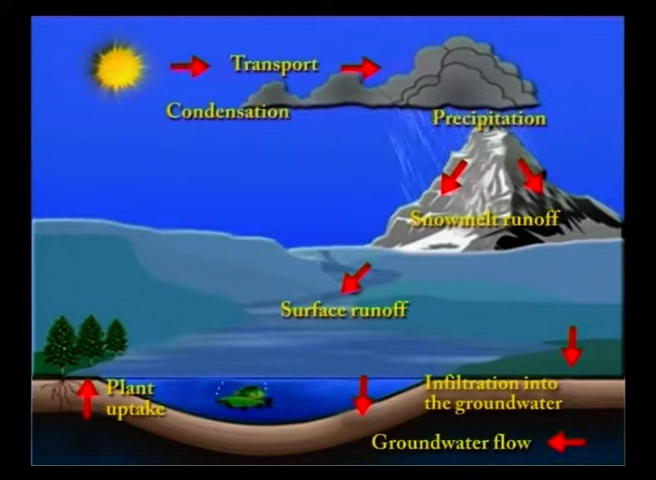 Transport
Condensation
Precipitation
Snowmelt runoff
Surface runoff
Plant
uptake
Infiltration into
the groundwater
Groundwater flow